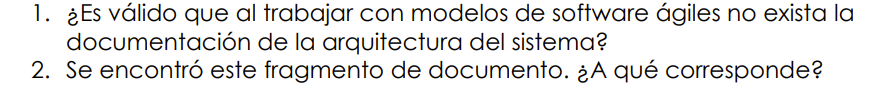 1. ¿Es válido que al trabajar con modelos de software ágiles no exista la
documentación de la arquitectura del sistema?
2. Se encontró este fragmento de documento. ¿A qué corresponde?